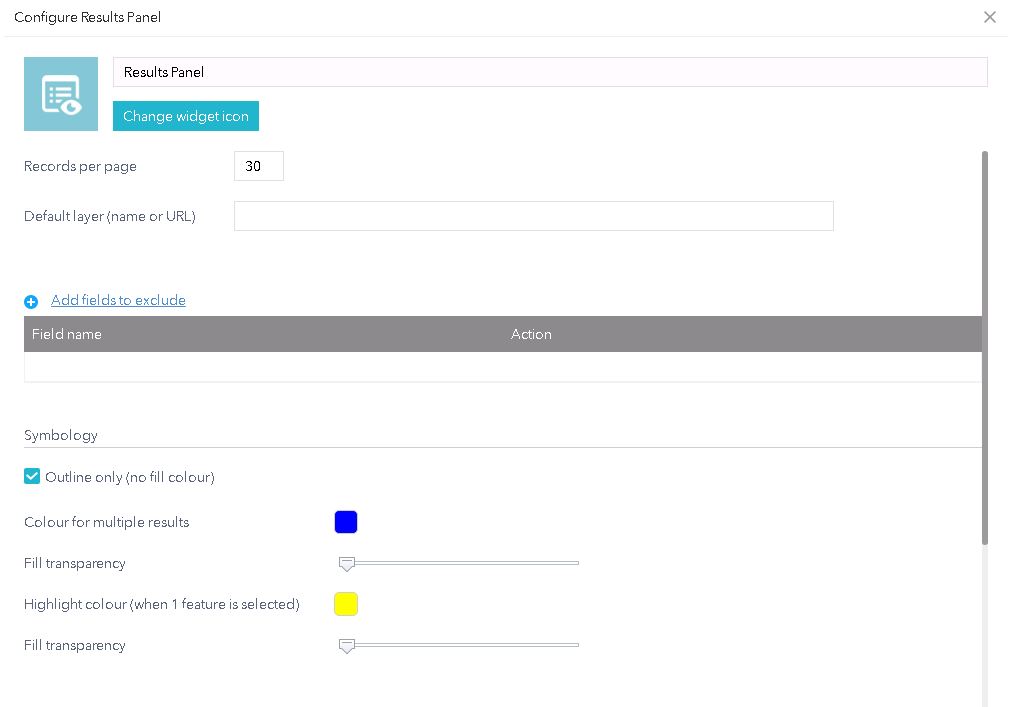 Configure Results Panel
Results Panel
Change widget icon
Records per page 30
Default layer (name or URL)
Add fields to exclude
Field name Action
Symbology
Outline only (no fill colour)
Colour for multiple results
Fill transparency
Highlight colour (when 1 feature is selected)
Fill transparency